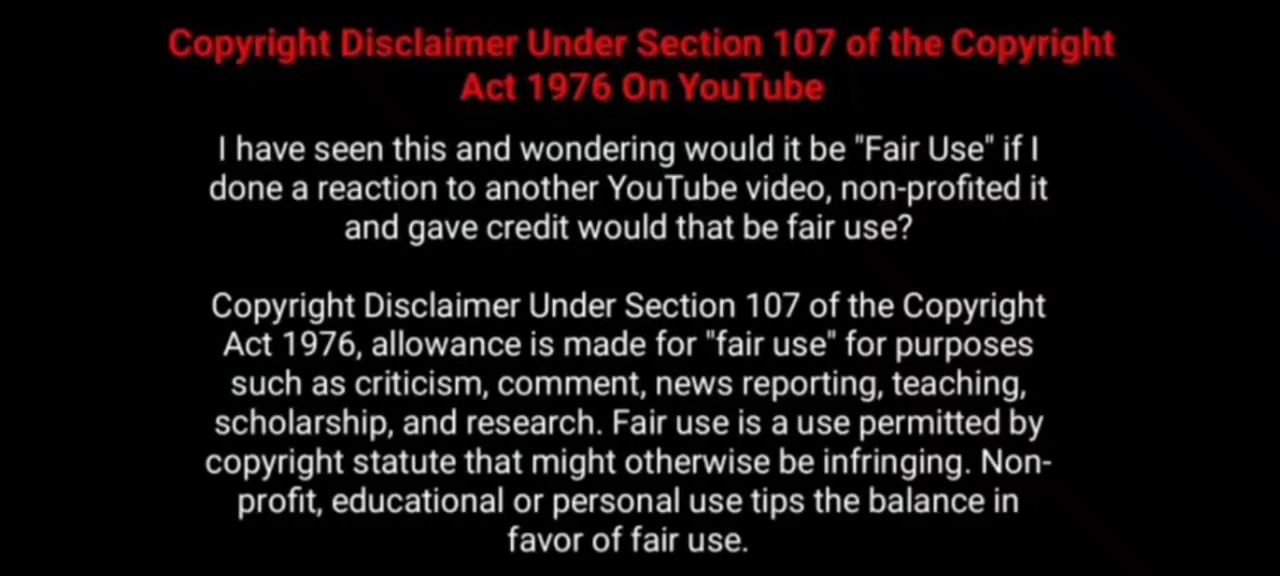 Copyright Disclaimer Under Section 107 of the Copyright
Act 1976 On YouTube
I have seen this and wondering would it be "Fair Use" if I
done a reaction to another YouTube video, non-profited it
and gave credit would that be fair use?
Copyright Disclaimer Under Section 107 of the Copyright
Act 1976, allowance is made for "fair use" for purposes
such as criticism, comment, news reporting, teaching,
scholarship, and research. Fair use is a use permitted by
copyright statute that might otherwise be infringing. Non-
profit, educational or personal use tips the balance in
favor of fair use.